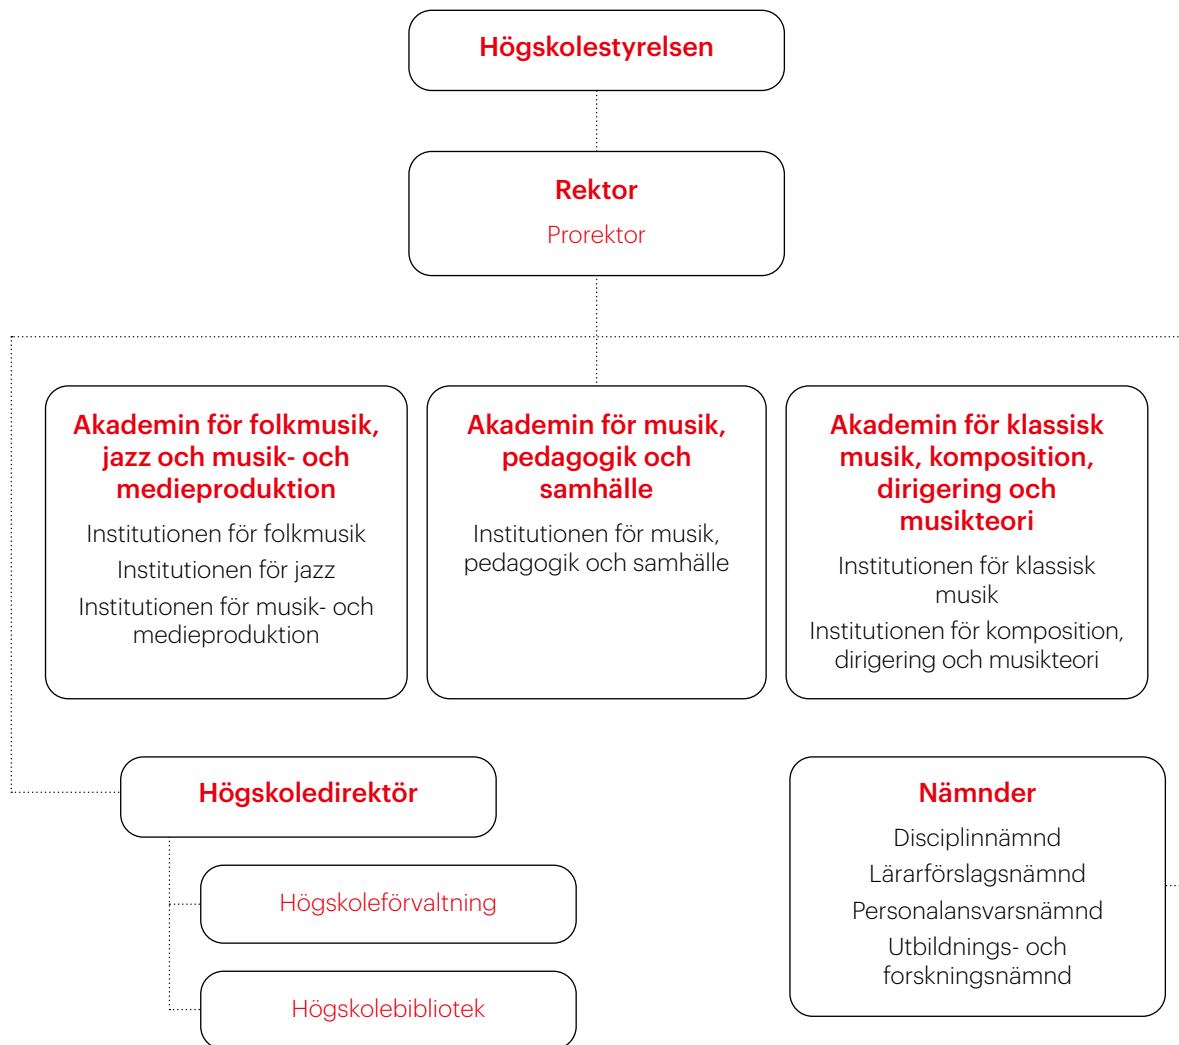 Högskolestyrelsen
Rektor
Prorektor
Akademin för folkmusik,
jazz och musik- och
medieproduktion
Institutionen för folkmusik
Institutionen för jazz
Institutionen för musik- och
medieproduktion
Akademin för musik,
pedagogik och
samhälle
Institutionen för musik,
pedagogik och samhälle
Akademin för klassisk
musik, komposition,
dirigering och
musikteori
Institutionen för klassisk
musik
Institutionen för komposition,
dirigering och musikteori
Högskoledirektör
Högskoleförvaltning
Högskolebibliotek
Nämnder
Disciplinnämnd
Lärarförslagsnämnd
Personalansvarsnämnd
Utbildnings- och
forskningsnämnd